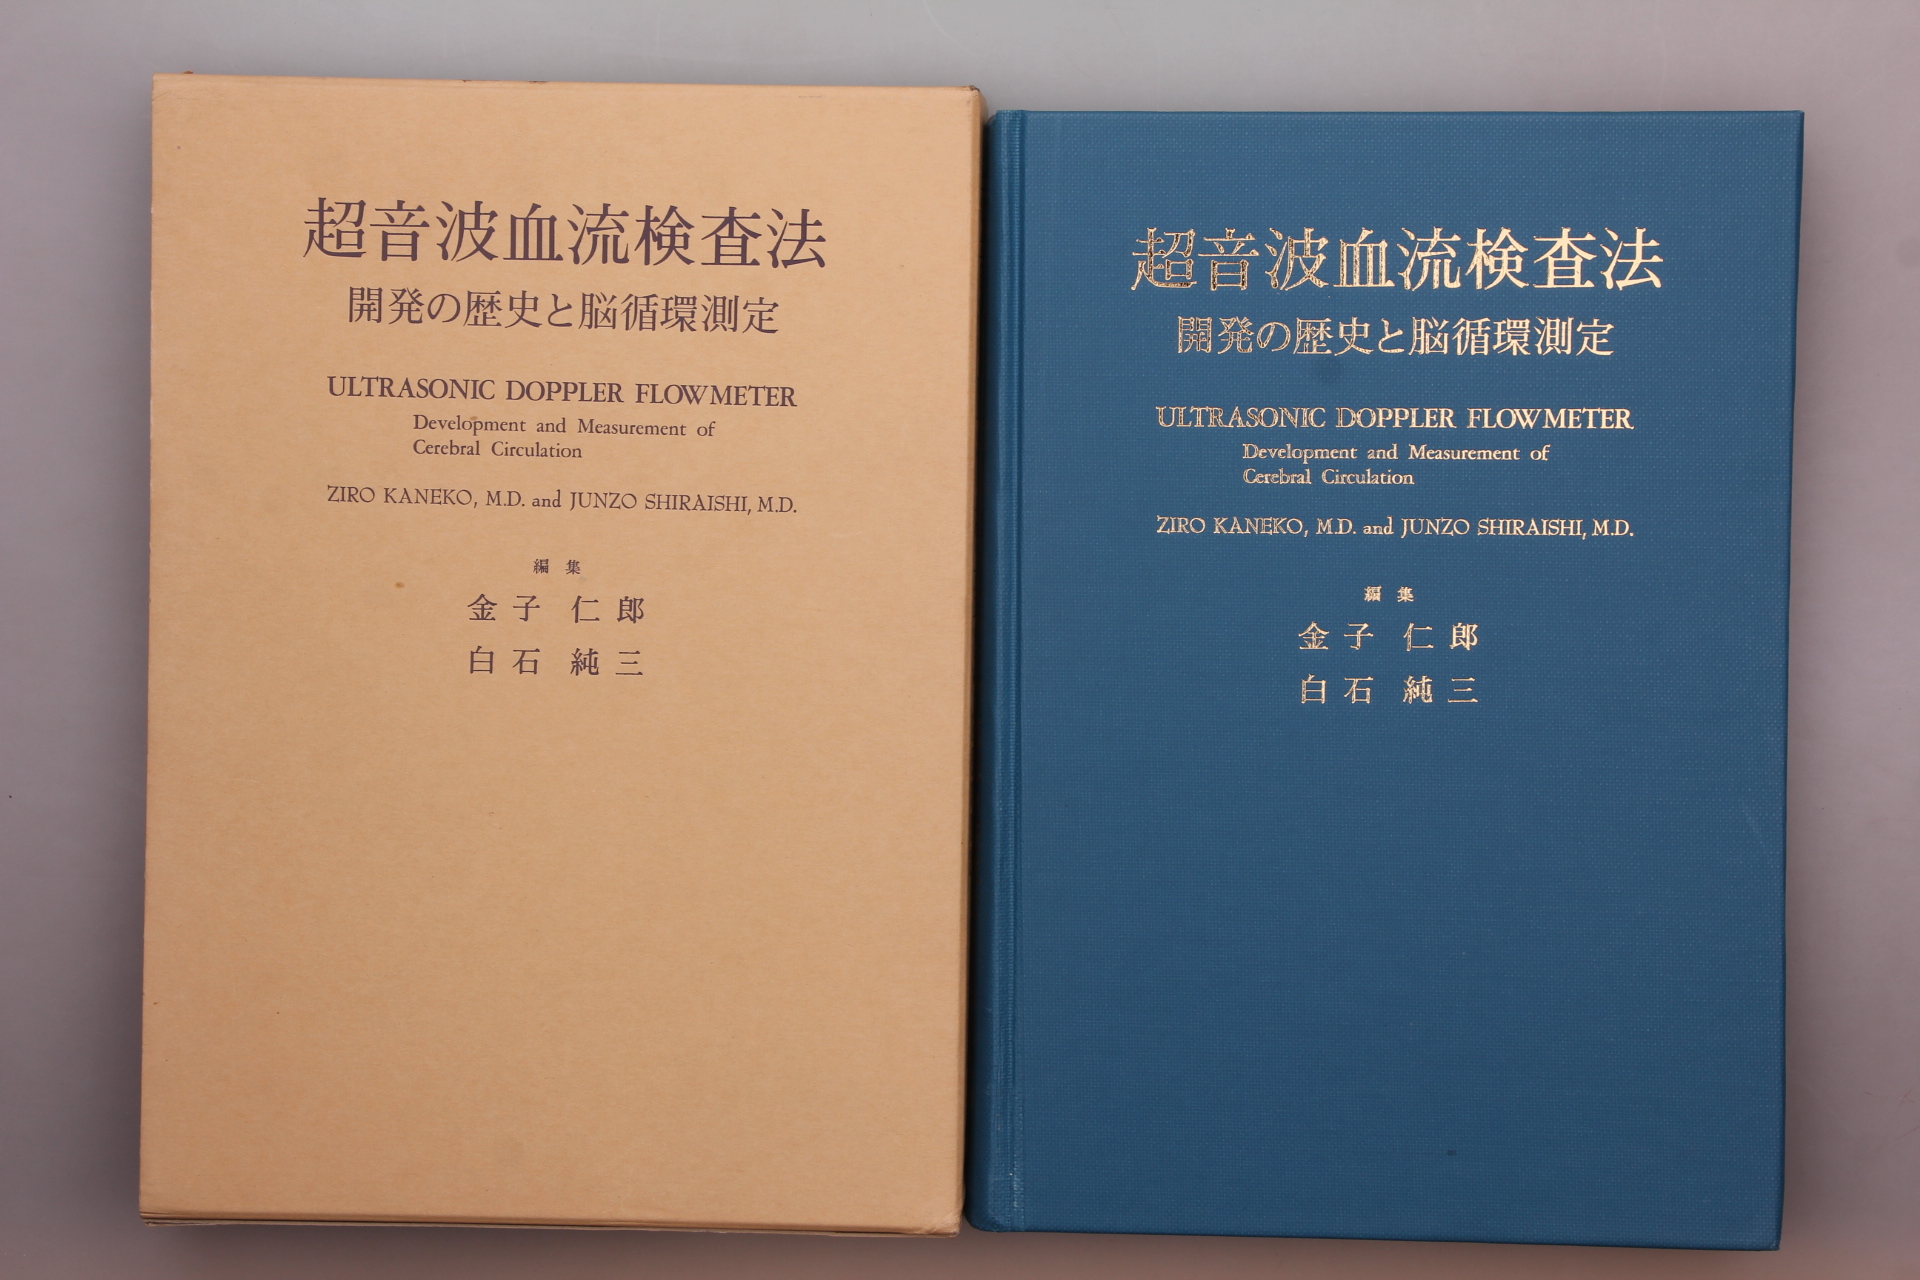 超音波血流検査法
開発の歴史と脳循環測定
ULTRASONIC DOPPLER FLOWMETER
Development and Measurement of
Cerebral Circulation
ZIRO KANEKO, M.D. and JUNZO SHIRAISHI, M.D.
編集
金子 仁郎
白石 純三
超音波血流検査法
開発の歴史と脳循環測定
ULTRASONIC DOPPLER FLOWMETER
Development and Measurement of
Cerebral Circulation
ZIRO KANEKO, M.D. and JUNZO SHIRAISHI, M.D.
編集
金子 仁郎
白石 純三